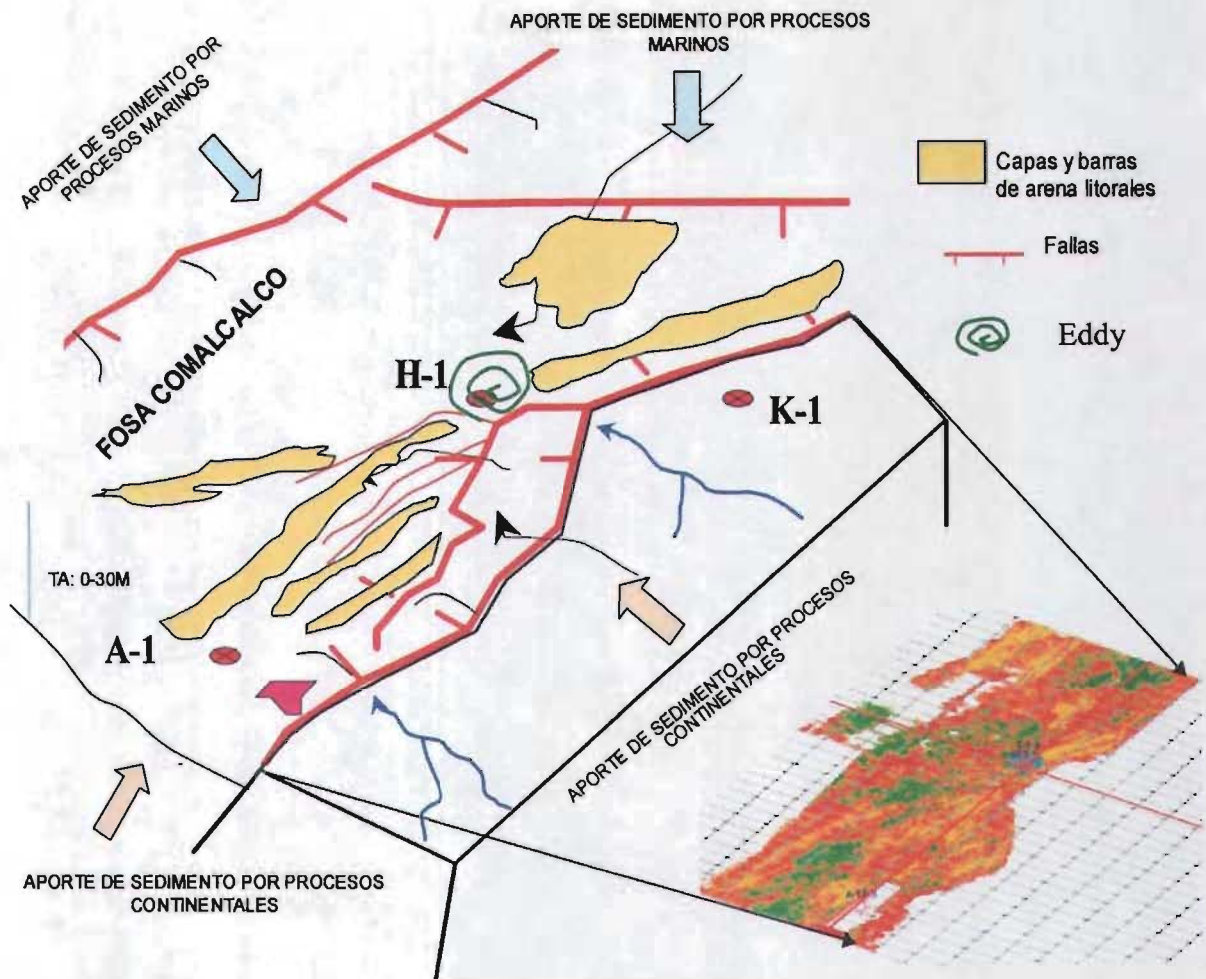 APORTE DE SEDIMENTO POR PROCESOS
MARINOS
APORTE DE SEDIMENTO POR
PROCESOS MARINOS
Capas y barras
de arena litorales
Fallas
Eddy
FOSA COMALCALCO
H-1
K-1
TA: 0-30M
A-1
APORTE DE SEDIMENTO POR PROCESOS
CONTINENTALES
APORTE DE SEDIMENTO POR PROCESOS
CONTINENTALES